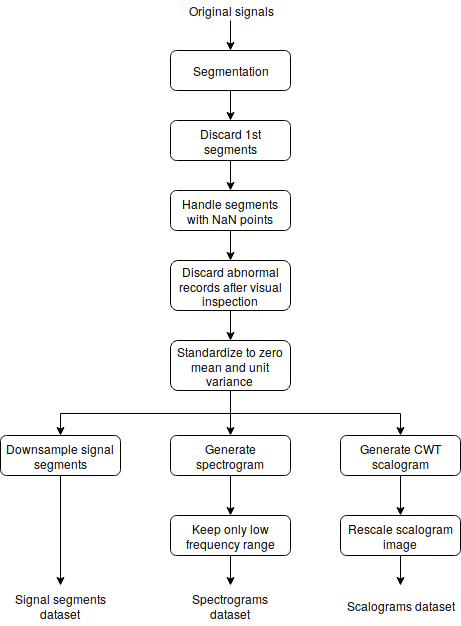 Original signals
Segmentation
Discard 1st
segments
Handle segments
with NaN points
Discard abnormal
records after visual
inspection
Standardize to zero
mean and unit
variance
Downsample signal
segments
Generate
spectrogram
Generate CWT
scalogram
Keep only low
frequency range
Rescale scalogram
image
Signal segments
dataset
Spectrograms
dataset
Scalograms dataset